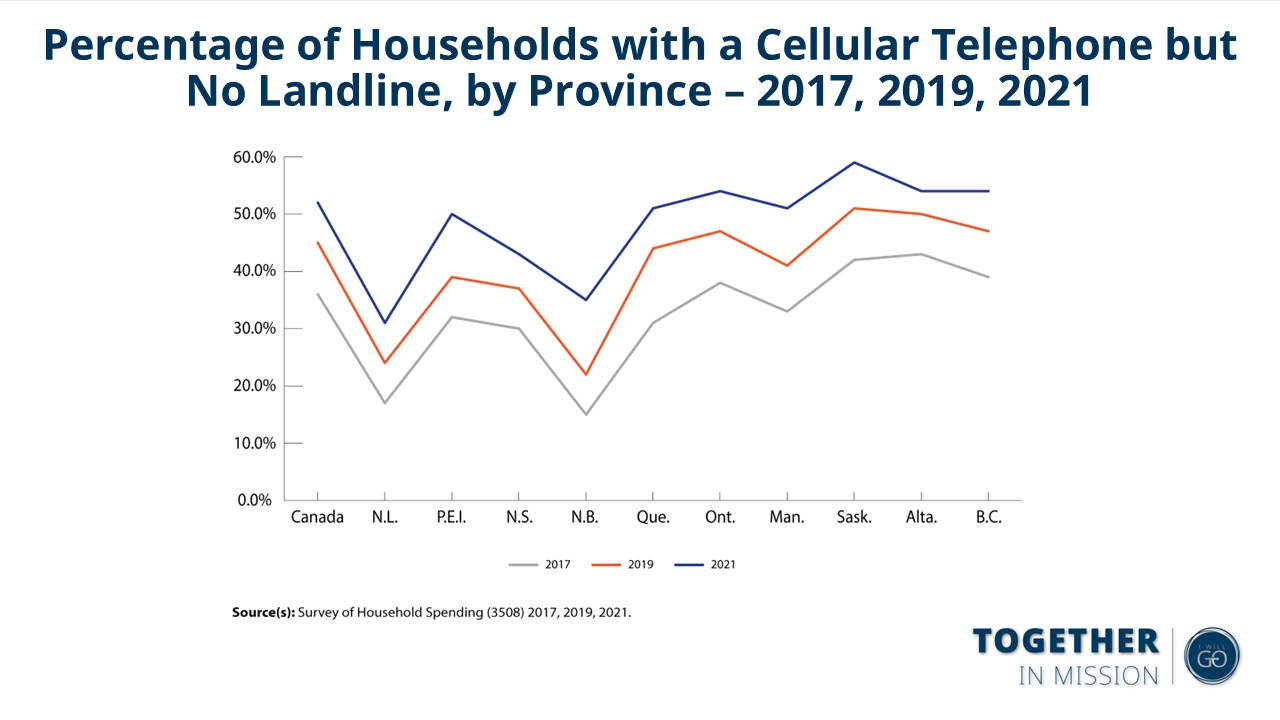 Percentage of Households with a Cellular Telephone but
No Landline, by Province – 2017, 2019, 2021
60.0%
50.0%
40.0%
30.0%
20.0%
10.0%
0.0%
Canada N.L. P.E.I. N.S. N.B. Que. Ont. Man. Sask. Alta. B.C.
2017 2019 2021
Source(s): Survey of Household Spending (3508) 2017, 2019, 2021.
TOGETHER
IN MISSION
I WILL
GO